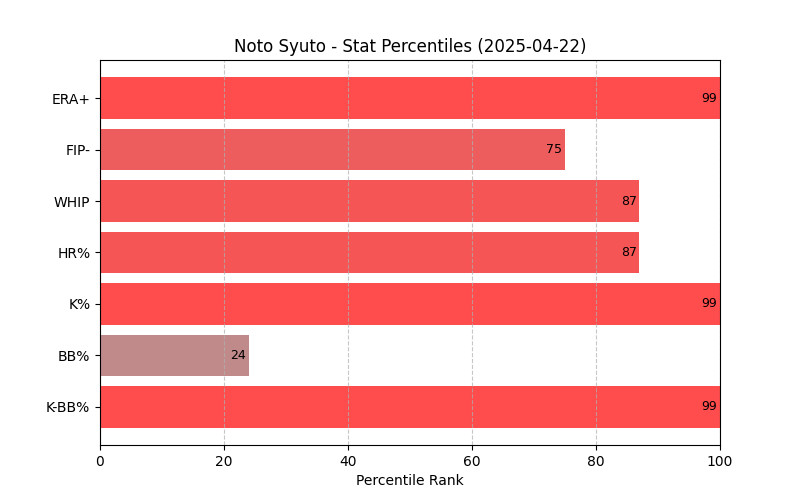 Noto Syuto - Stat Percentiles (2025-04-22)
ERA+ 99
FIP- 75
WHIP 87
HR% 87
K% 99
BB% 24
K-BB% 99
0 20 40 60 80 100
Percentile Rank